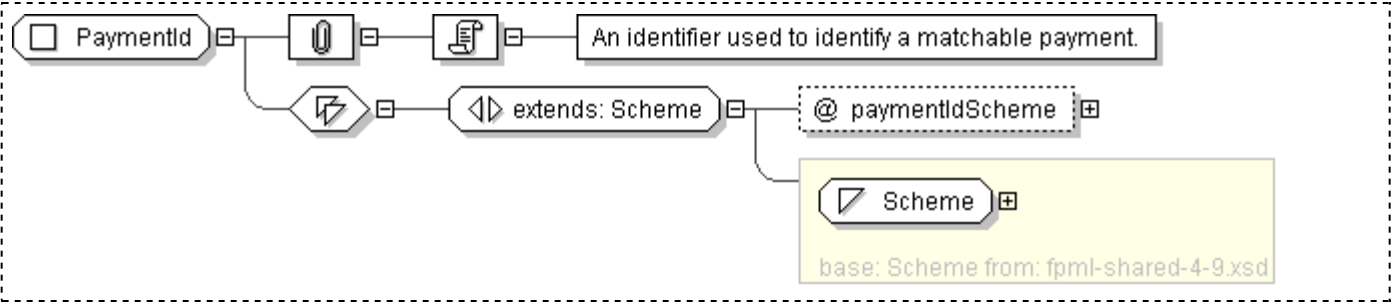 PaymentId
An identifier used to identify a matchable payment.
extends: Scheme
@ paymentIdScheme
Scheme
base: Scheme from: fpml-shared-4-9.xsd